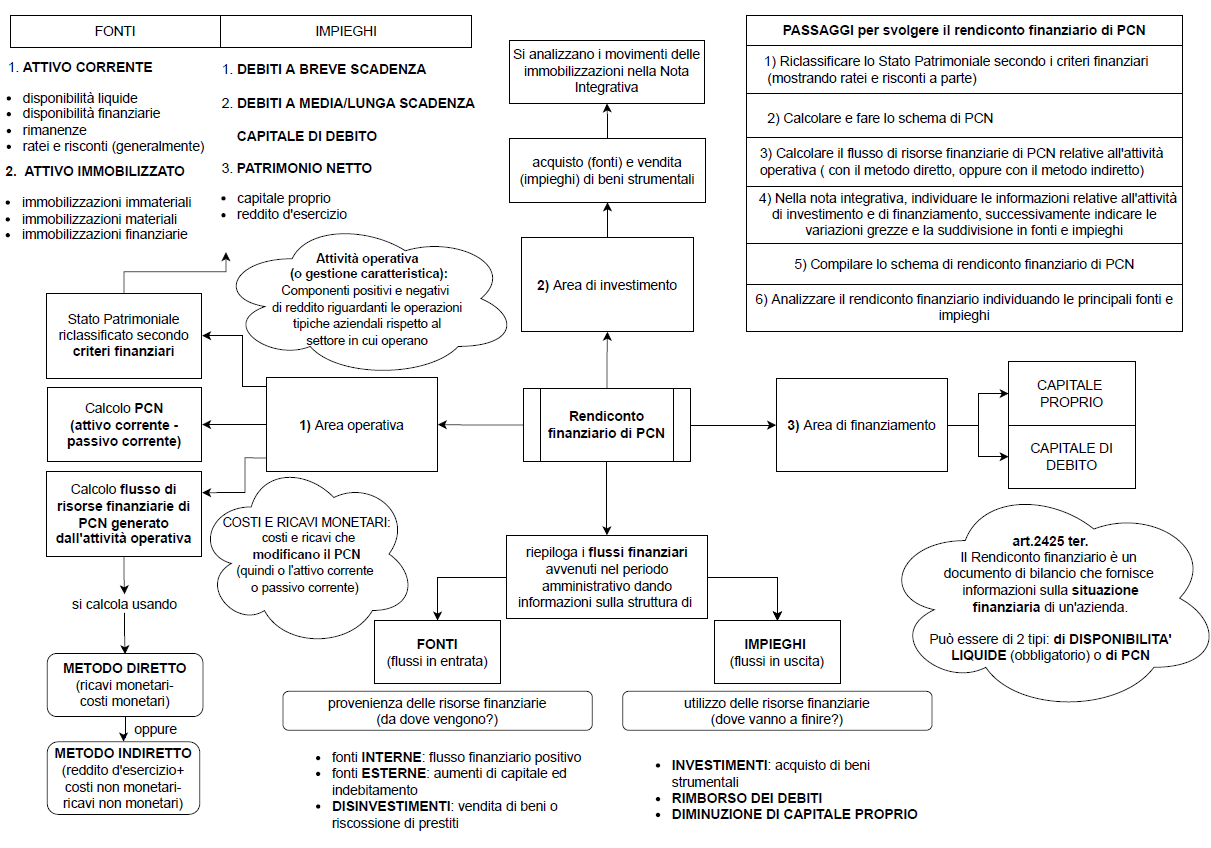 FONTI
IMPIEGHI
1. ATTIVO CORRENTE
• disponibilità liquide
• disponibilità finanziarie
• rimanenze
• ratei e risconti (generalmente)
2. ATTIVO IMMOBILIZZATO
• immobilizzazioni immateriali
• immobilizzazioni materiali
• immobilizzazioni finanziarie
1. DEBITI A BREVE SCADENZA
2. DEBITI A MEDIA/LUNGA SCADENZA
CAPITALE DI DEBITO
3. PATRIMONIO NETTO
• capitale proprio
• reddito d'esercizio
Si analizzano i movimenti delle
immobilizzazioni nella Nota
Integrativa
acquisto (fonti) e vendita
(impieghi) di beni strumentali
2) Area di investimento
PASSAGGI per svolgere il rendiconto finanziario di PCN
1) Riclassificare lo Stato Patrimoniale secondo i criteri finanziari
(mostrando ratei e risconti a parte)
2) Calcolare e fare lo schema di PCN
3) Calcolare il flusso di risorse finanziarie di PCN relative all'attività
operativa ( con il metodo diretto, oppure con il metodo indiretto)
4) Nella nota integrativa, individuare le informazioni relative all'attività
di investimento e di finanziamento, successivamente indicare le
variazioni grezze e la suddivisione in fonti e impieghi
5) Compilare lo schema di rendiconto finanziario di PCN
6) Analizzare il rendiconto finanziario individuando le principali fonti e
impieghi
Attività operativa
(o gestione caratteristica):
Componenti positivi e negativi
di reddito riguardanti le operazioni
tipiche aziendali rispetto al
settore in cui operano
Stato Patrimoniale
riclassificato secondo
criteri finanziari
Calcolo PCN
(attivo corrente -
passivo corrente)
Calcolo flusso di
risorse finanziarie di
PCN generato
dall'attività operativa
1) Area operativa
Rendiconto
finanziario di PCN
3) Area di finanziamento
CAPITALE
PROPRIO
CAPITALE DI
DEBITO
COSTI E RICAVI MONETARI:
costi e ricavi che
modificano il PCN
(quindi o l'attivo corrente
o passivo corrente)
si calcola usando
METODO DIRETTO
(ricavi monetari-
costi monetari)
oppure
METODO INDIRETTO
(reddito d'esercizio+
costi non monetari-
ricavi non monetari)
riepiloga i flussi finanziari
avvenuti nel periodo
amministrativo dando
informazioni sulla struttura di
FONTI
(flussi in entrata)
provenienza delle risorse finanziarie
(da dove vengono?)
• fonti INTERNE: flusso finanziario positivo
• fonti ESTERNE: aumenti di capitale ed
indebitamento
• DISINVESTIMENTI: vendita di beni o
riscossione di prestiti
IMPIEGHI
(flussi in uscita)
utilizzo delle risorse finanziarie
(dove vanno a finire?)
• INVESTIMENTI: acquisto di beni
strumentali
• RIMBORSO DEI DEBITI
• DIMINUZIONE DI CAPITALE PROPRIO
art.2425 ter.
Il Rendiconto finanziario è un
documento di bilancio che fornisce
informazioni sulla situazione
finanziaria di un'azienda.
Può essere di 2 tipi: di DISPONIBILITA'
LIQUIDE (obbligatorio) o di PCN